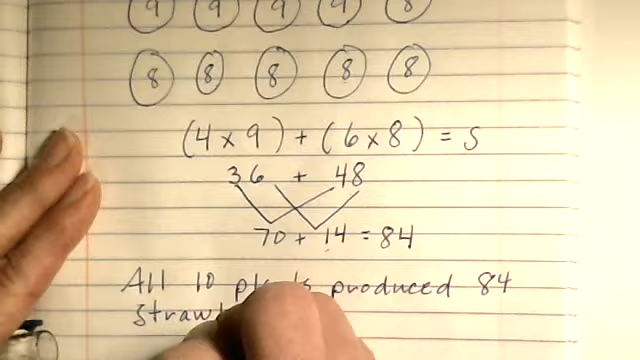 9 9 9 9 8
8 8 8 8 8
(4 x 9) + (6 x 8) = S
36 + 48
70 + 14 = 84
All 10 produced 84